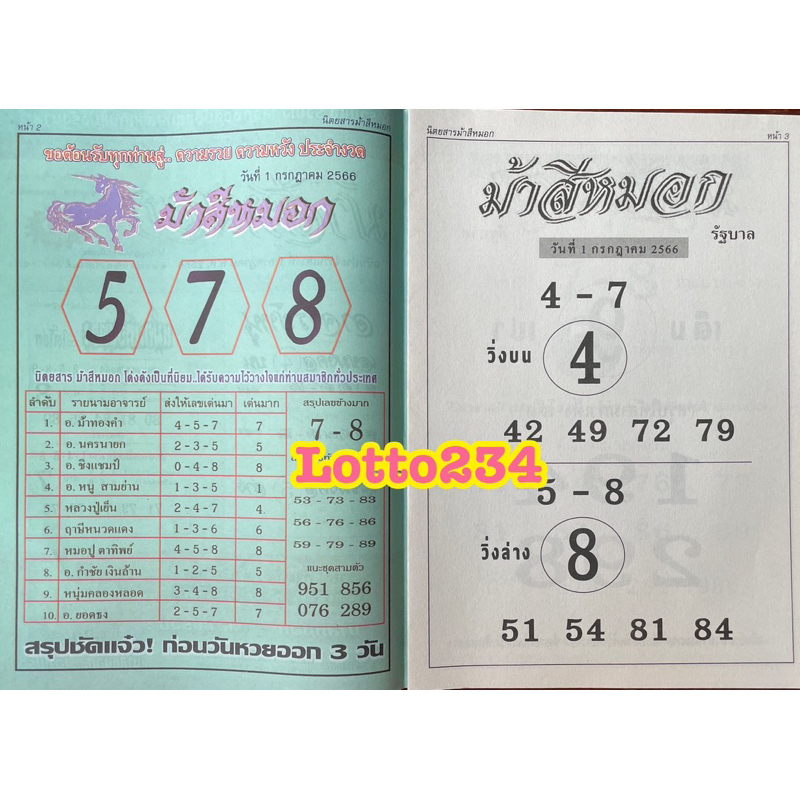 หน้า 2
นิตยสารม้าสีหมอก
ขอต้อนรับทุกท่านสู่.. ความรวย ความหวัง ประจำงวด
วันที่ 1 กรกฎาคม 2566
ม้าสีหมอก
5 7 8
นิตยสาร ม้าสีหมอก โด่งดังเป็นที่นิยม..ได้รับความไว้วางใจแก่ท่านสมาชิกทั่วประเทศ
ลำดับ รายนามอาจารย์ ส่งให้เลขเด่นมา เด่นมาก
1. อ. ม้าทองคำ 4 - 5 - 7 7
2. อ. นครนายก 2 - 3 - 5 5
3. อ. ชิงแชมป์ 0 - 4 - 8 8
4. อ. หนู สามย่าน 1 - 3 - 5 1
5. หลวงปู่เย็น 2 - 4 - 7 4
6. ฤาษีหนวดแดง 1 - 3 - 6 6
7. หมอปู ตาทิพย์ 4 - 5 - 8 8
8. อ. กำชัย เงินล้าน 1 - 2 - 5 5
9. หนุ่มคลองหลอด 3 - 4 - 8 8
10. อ. ยอดธง 2 - 5 - 7 7
สรุปเลขช้างมาก
7 - 8
53 - 73 - 83
56 - 76 - 86
59 - 79 - 89
แนะชุดสามตัว
951 856
076 289
สรุปชัดแจ๋ว! ก่อนวันหวยออก 3 วัน
Lotto234
นิตยสารม้าสีหมอก
หน้า 3
ม้าสีหมอก
รัฐบาล
วันที่ 1 กรกฎาคม 2566
4 - 7
วิ่งบน 4
42 49 72 79
5 - 8
วิ่งล่าง 8
51 54 81 84